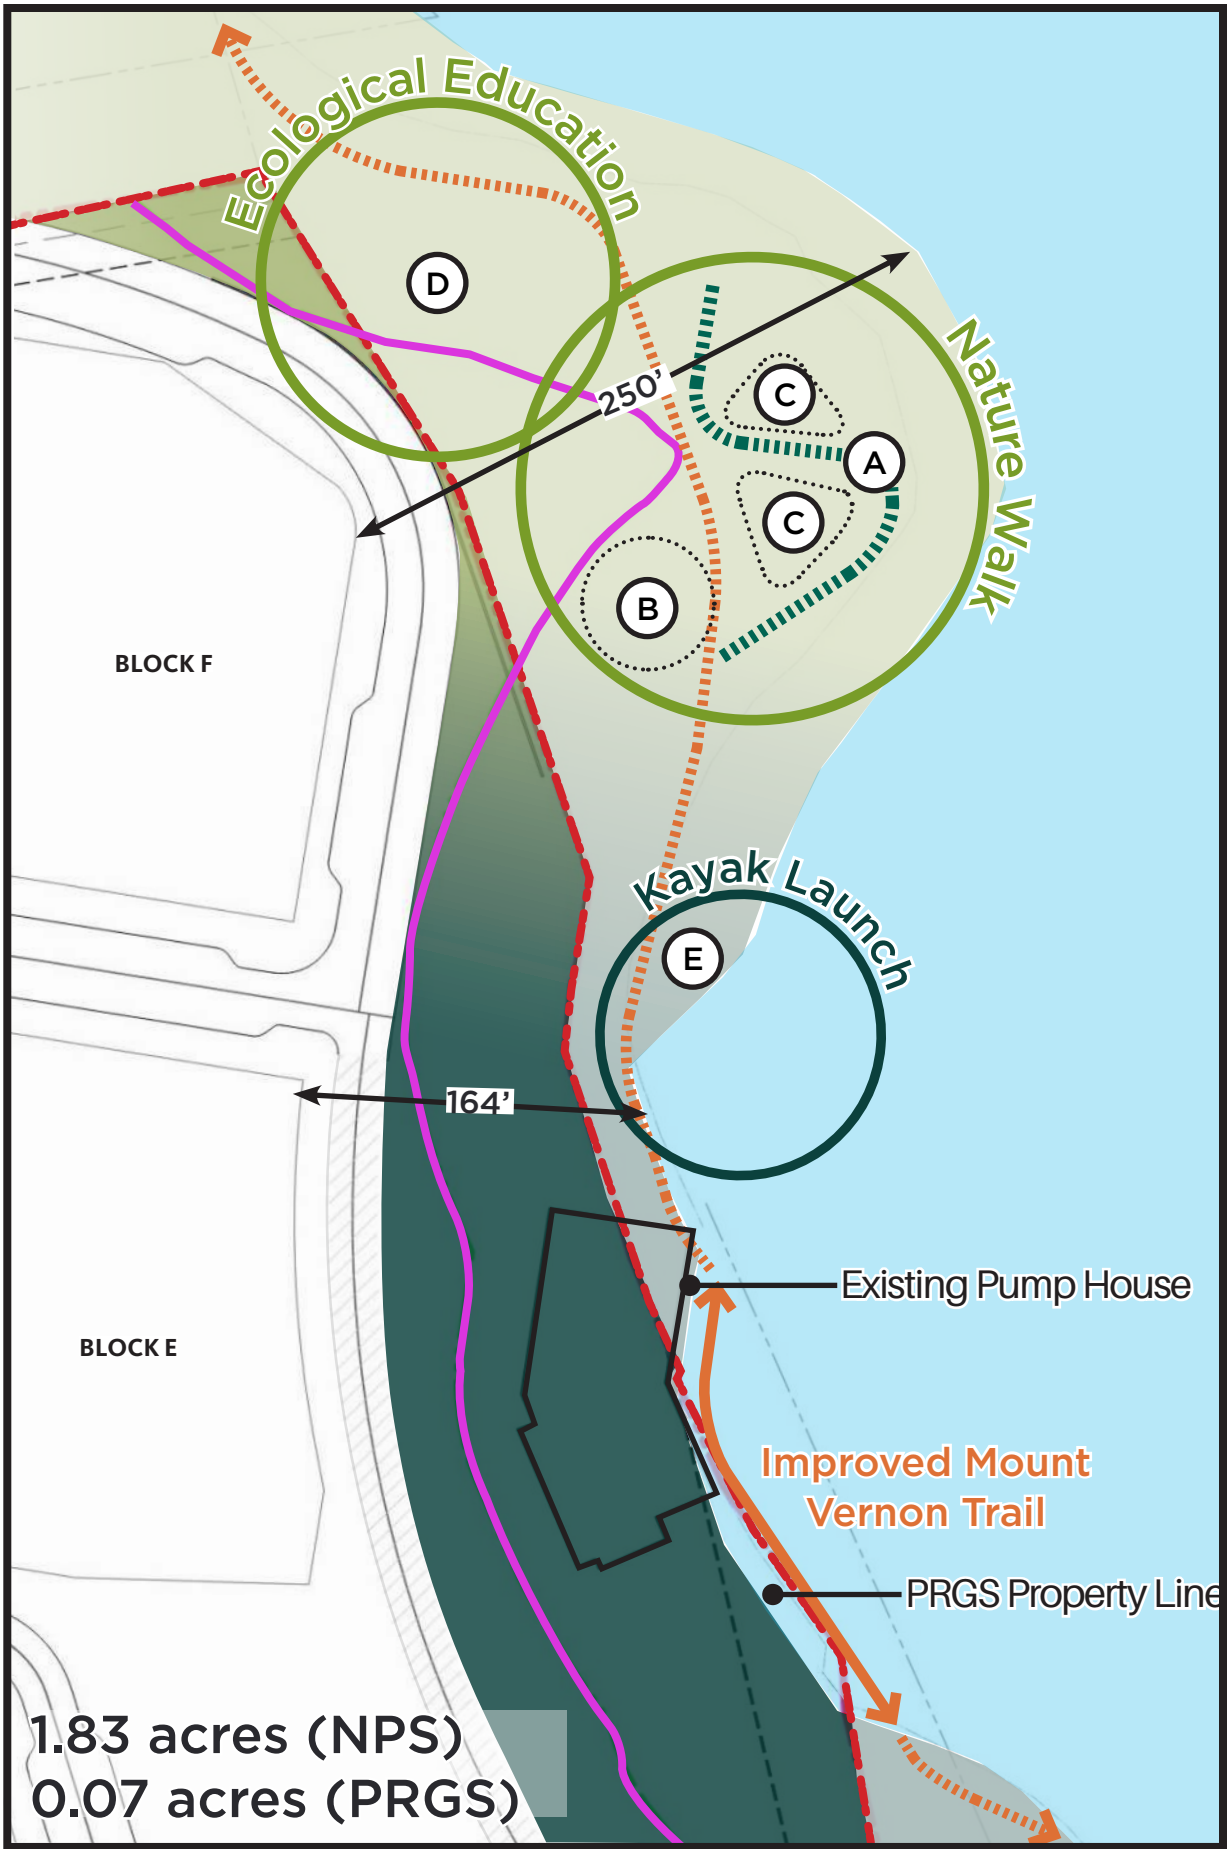 Ecological Education
D
Nature Walk
250’
C
A
C
B
BLOCK F
Kayak Launch
E
164’
Existing Pump House
BLOCK E
Improved Mount
Vernon Trail
PRGS Property Line
1.83 acres (NPS)
0.07 acres (PRGS)